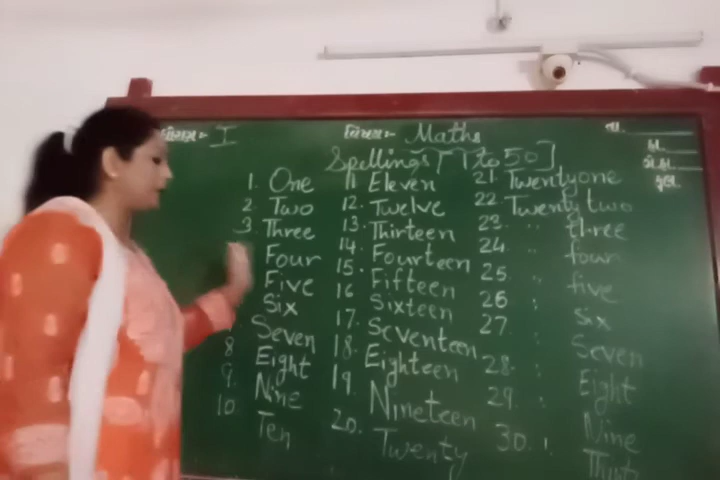 I વિષય:- Maths
Spellings [1 to 50]
1. One
2. Two
3. Three
Four
Five
Six
Seven
8 Eight
9. Nine
10 Ten
11 Eleven
12. Twelve
13. Thirteen
14. Fourteen
15. Fifteen
16 Sixteen
17. Seventeen
18. Eighteen
19. Nineteen
20. Twenty
21. Twentyone
22. Twenty two
23. " three
24. four
25 " five
26 " six
27. " Seven
28. " Eight
29. " Nine
30. "